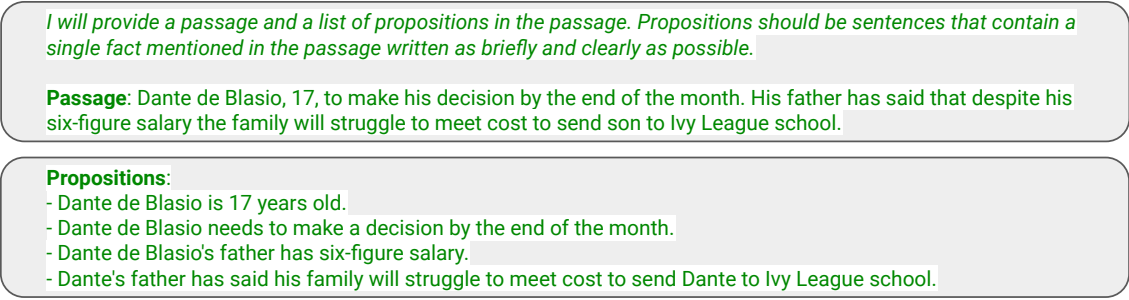 I will provide a passage and a list of propositions in the passage. Propositions should be sentences that contain a
single fact mentioned in the passage written as briefly and clearly as possible.
Passage: Dante de Blasio, 17, to make his decision by the end of the month. His father has said that despite his
six-figure salary the family will struggle to meet cost to send son to Ivy League school.
Propositions:
- Dante de Blasio is 17 years old.
- Dante de Blasio needs to make a decision by the end of the month.
- Dante de Blasio's father has six-figure salary.
- Dante's father has said his family will struggle to meet cost to send Dante to Ivy League school.